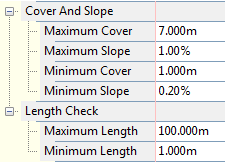 Cover And Slope
Maximum Cover 7.000m
Maximum Slope 1.00%
Minimum Cover 1.000m
Minimum Slope 0.20%
Length Check
Maximum Length 100.000m
Minimum Length 1.000m